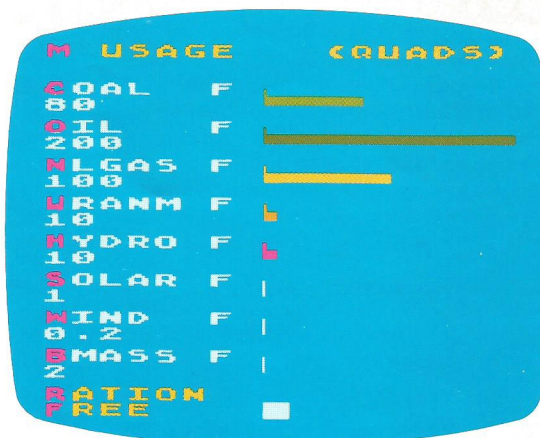 M USAGE (QUADS)
COAL F
80
OIL F
200
NLGAS F
100
URANM F
10
HYDRO F
10
SOLAR F
1
WIND F
0.2
BMASS F
2
RATION
FREE